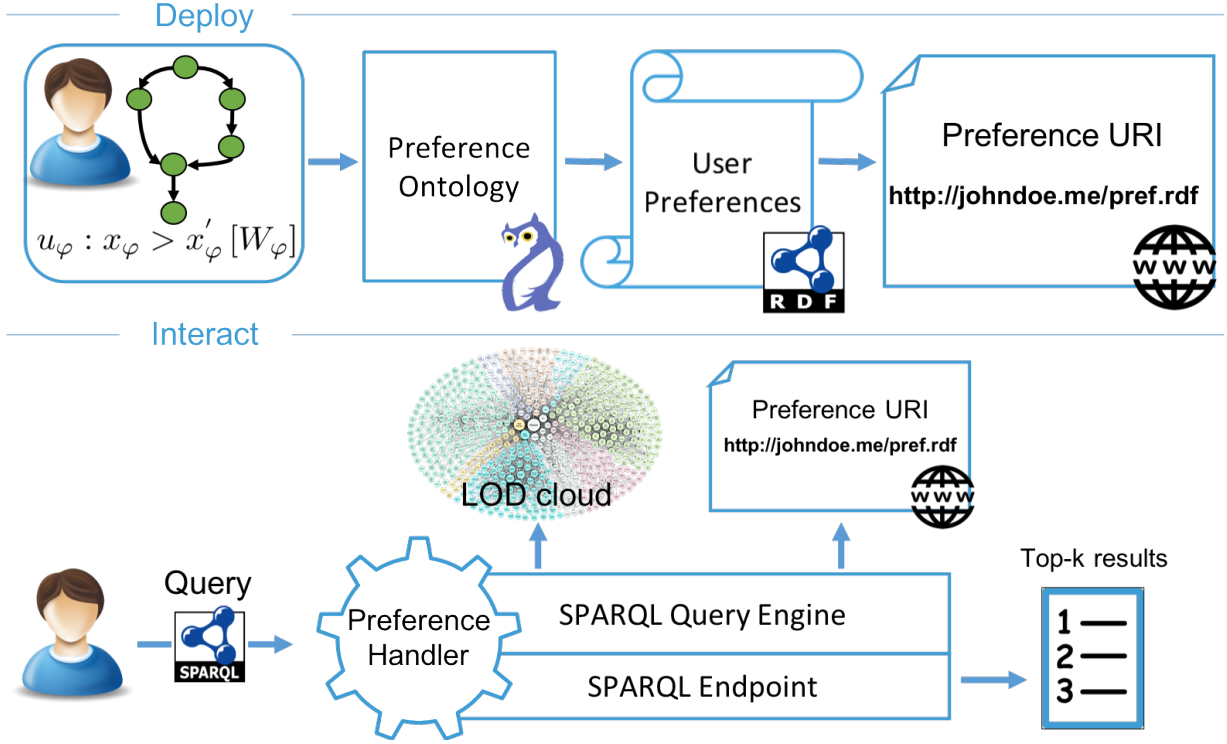 Deploy
u_φ : x_φ > x'_φ [W_φ]
Preference
Ontology
User
Preferences
RDF
Preference URI
http://johndoe.me/pref.rdf
www
Interact
LOD cloud
Preference URI
http://johndoe.me/pref.rdf
www
Query
SPARQL
Preference
Handler
SPARQL Query Engine
SPARQL Endpoint
Top-k results
1
2
3